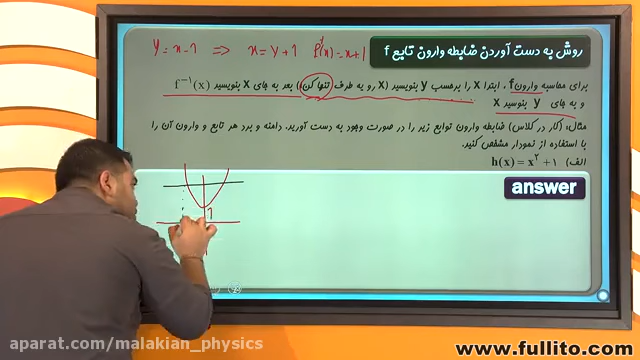 روش به دست آوردن ضابطه وارون تابع f
y = x - 1 ⇒ x = y + 1 f⁻¹(x) = x + 1
برای محاسبه وارون f ، ابتدا x را برحسب y بنویسید (x رو یه طرف تنها کن) بعد به جای x بنویسید f⁻¹(x)
و به جای y بنویسید x
مثال: (کار در کلاس) ضابطه وارون توابع زیر را در صورت وجود به دست آورید. دامنه و برد هر تابع و وارون آن را
با استفاده از نمودار مشخص کنید.
الف) h(x) = x² + 1
answer
1
aparat.com/malakian_physics
www.fullito.com